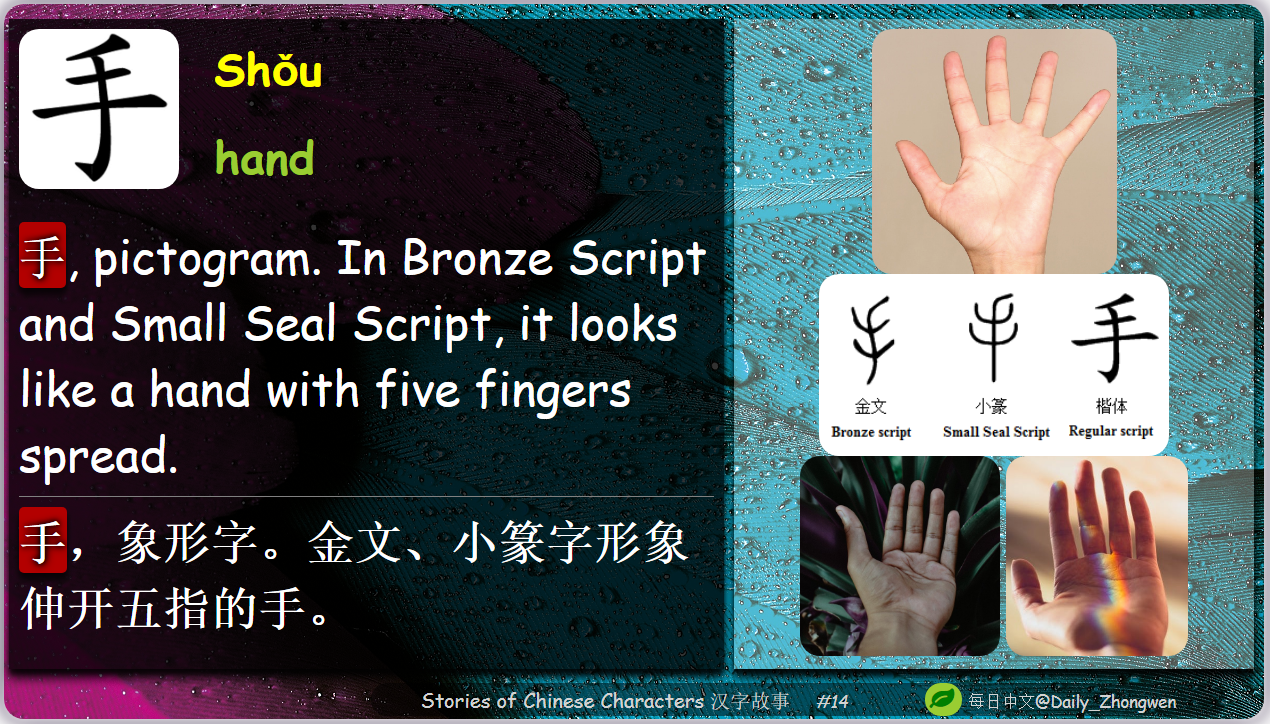 手
Shǒu
hand
手, pictogram. In Bronze Script
and Small Seal Script, it looks
like a hand with five fingers
spread.
手，象形字。金文、小篆字形象
伸开五指的手。
手
金文
小篆
楷体
Bronze script
Small Seal Script
Regular script
Stories of Chinese Characters 汉字故事 #14
每日中文@Daily_Zhongwen